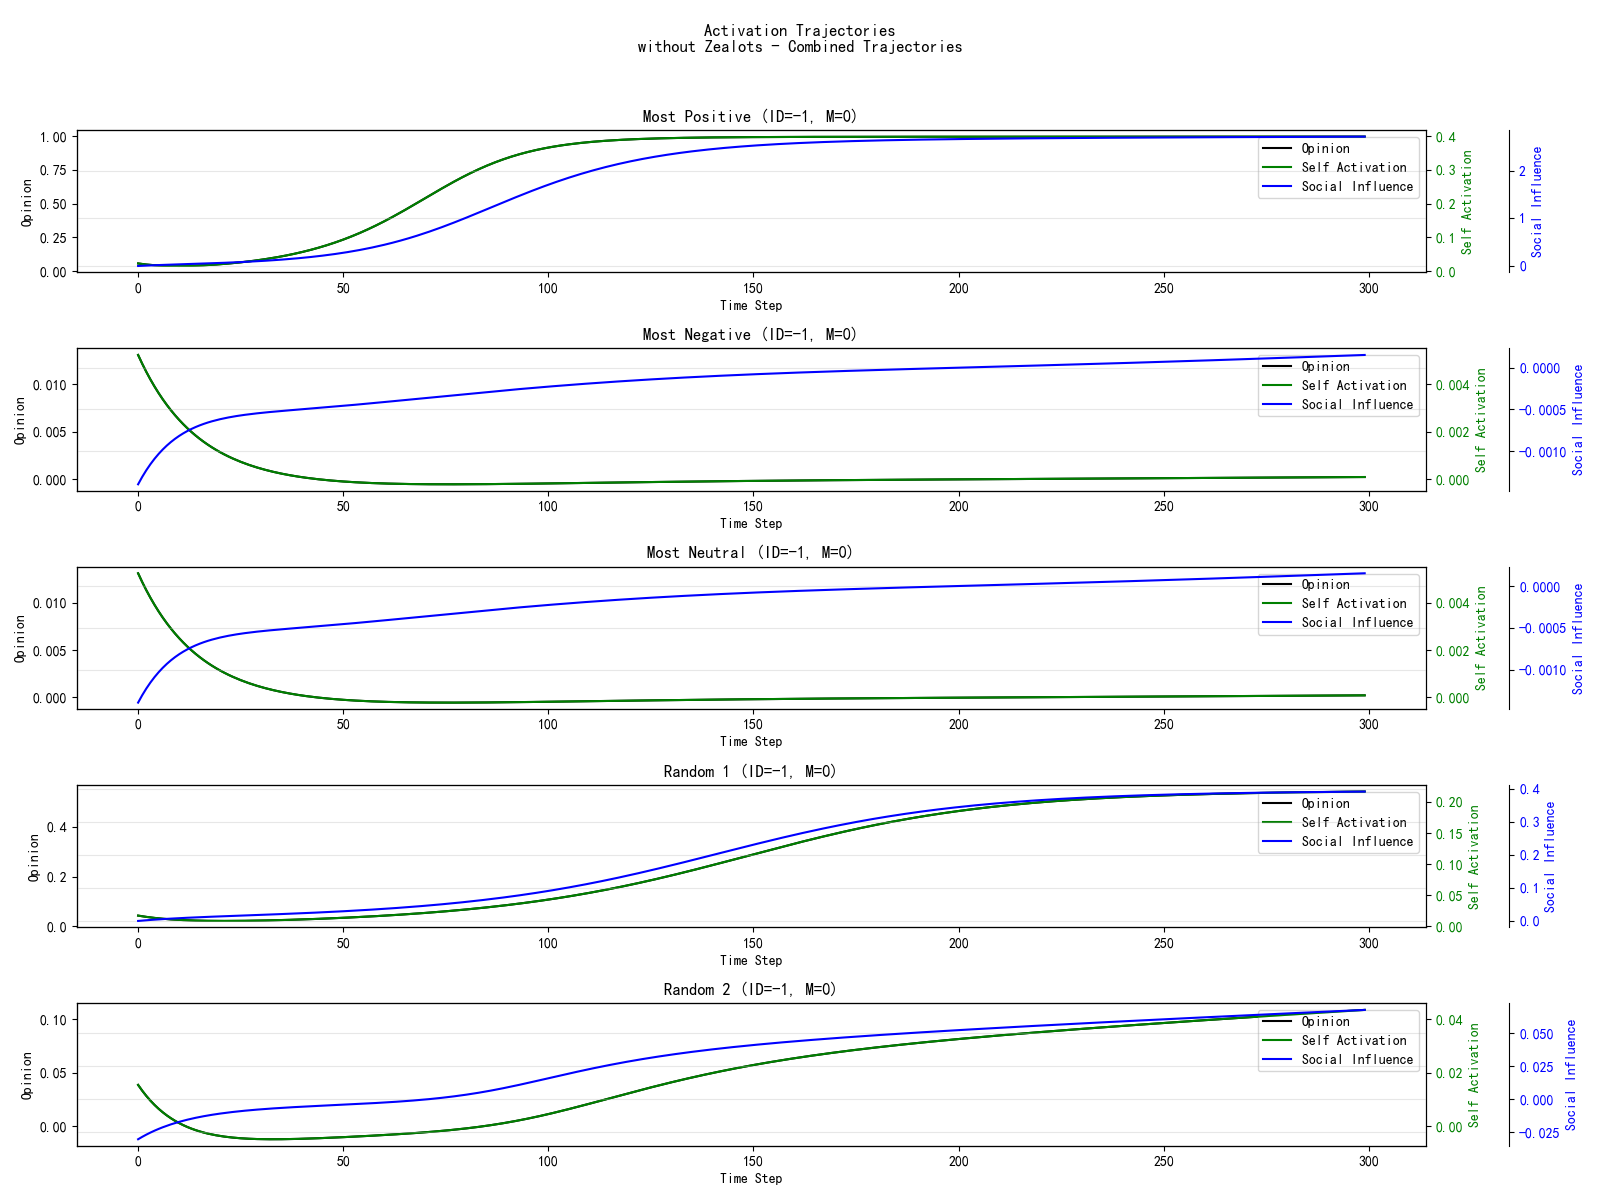 Activation Trajectories
without Zealots - Combined Trajectories
Most Positive (ID=-1, M=0)
Opinion
1.00
0.75
0.50
0.25
0.00
0
50
100
150
200
250
300
Time Step
Opinion
Self Activation
Social Influence
0.4
0.3
0.2
0.1
0.0
Self Activation
2
1
0
Social Influence
Most Negative (ID=-1, M=0)
Opinion
0.010
0.005
0.000
0
50
100
150
200
250
300
Time Step
Opinion
Self Activation
Social Influence
0.004
0.002
0.000
Self Activation
0.0000
-0.0005
-0.0010
Social Influence
Most Neutral (ID=-1, M=0)
Opinion
0.010
0.005
0.000
0
50
100
150
200
250
300
Time Step
Opinion
Self Activation
Social Influence
0.004
0.002
0.000
Self Activation
0.0000
-0.0005
-0.0010
Social Influence
Random 1 (ID=-1, M=0)
Opinion
0.4
0.2
0.0
0
50
100
150
200
250
300
Time Step
Opinion
Self Activation
Social Influence
0.20
0.15
0.10
0.05
0.00
Self Activation
0.4
0.3
0.2
0.1
0.0
Social Influence
Random 2 (ID=-1, M=0)
Opinion
0.10
0.05
0.00
0
50
100
150
200
250
300
Time Step
Opinion
Self Activation
Social Influence
0.04
0.02
0.00
Self Activation
0.050
0.025
0.000
-0.025
Social Influence